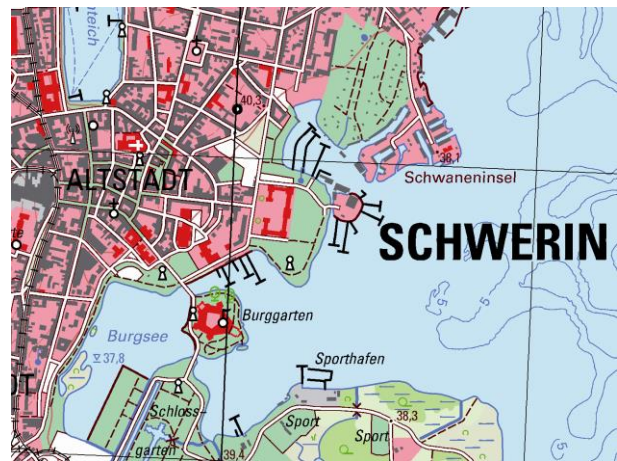 40,3
38,1
Schwaneninsel
ALTSTADT
SCHWERIN
5
5
5
Burggarten
Burgsee
37,8
Sporthafen
Schloss-
garten
Sport
Sport
38,3
39,4